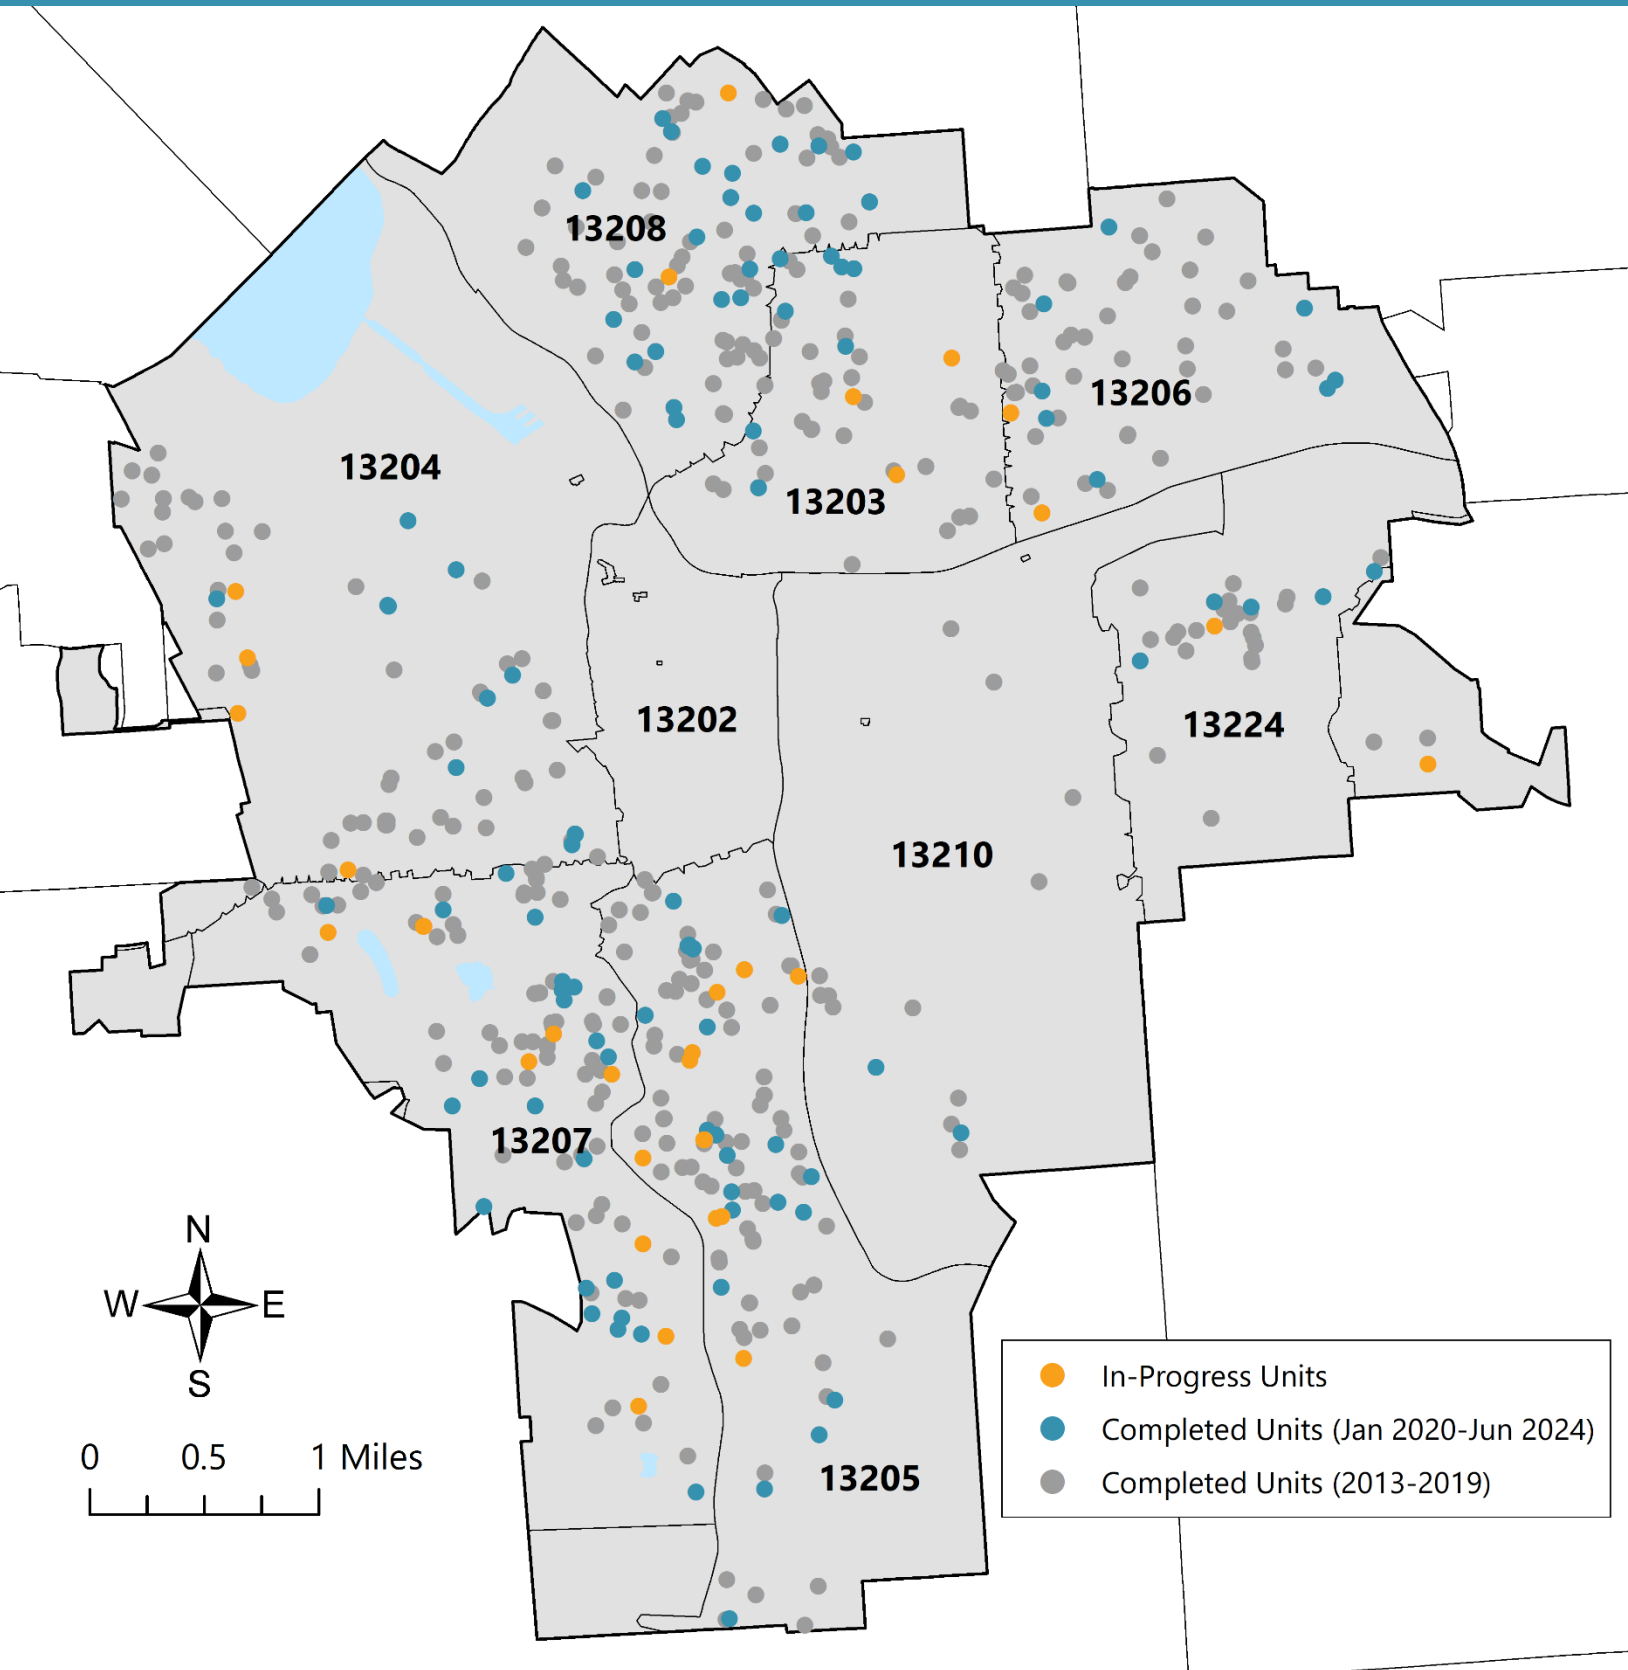 13208
13206
13204
13203
13202
13224
13210
13207
N
W E
S
0 0.5 1 Miles
13205
In-Progress Units
Completed Units (Jan 2020-Jun 2024)
Completed Units (2013-2019)